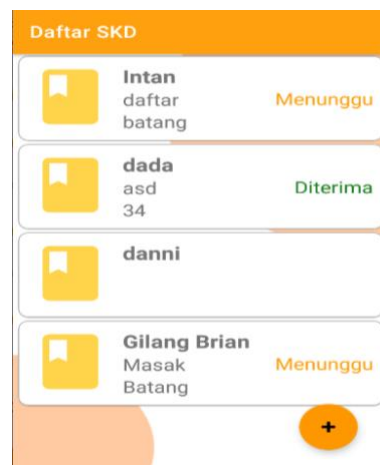 Daftar SKD
Intan
daftar
batang
Menunggu
dada
asd
34
Diterima
danni
Gilang Brian
Masak
Batang
Menunggu
+